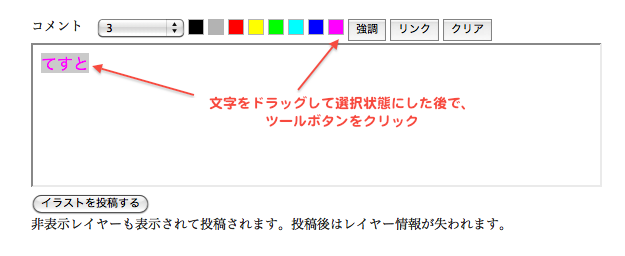 コメント 3 強調 リンク クリア
てすと
文字をドラッグして選択状態にした後で、
ツールボタンをクリック
イラストを投稿する
非表示レイヤーも表示されて投稿されます。投稿後はレイヤー情報が失われます。